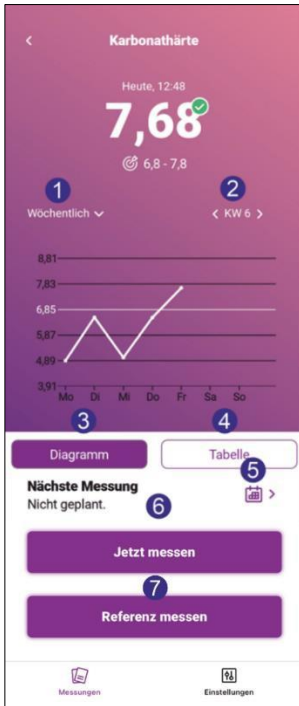 Karbonathärte
Heute, 12:48
7,68
6,8 - 7,8
1
2
Wöchentlich
KW 6
8,81
7,83
6,85
5,87
4,89
3,91
Mo Di Mi Do Fr Sa So
3
4
Diagramm
Tabelle
5
Nächste Messung
Nicht geplant.
6
Jetzt messen
7
Referenz messen
Messungen
Einstellungen